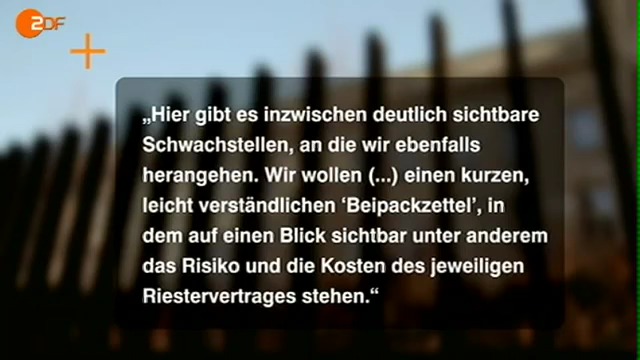 ZDF
+
„Hier gibt es inzwischen deutlich sichtbare
Schwachstellen, an die wir ebenfalls
herangehen. Wir wollen (...) einen kurzen,
leicht verständlichen ‘Beipackzettel’, in
dem auf einen Blick sichtbar unter anderem
das Risiko und die Kosten des jeweiligen
Riestervertrages stehen.“